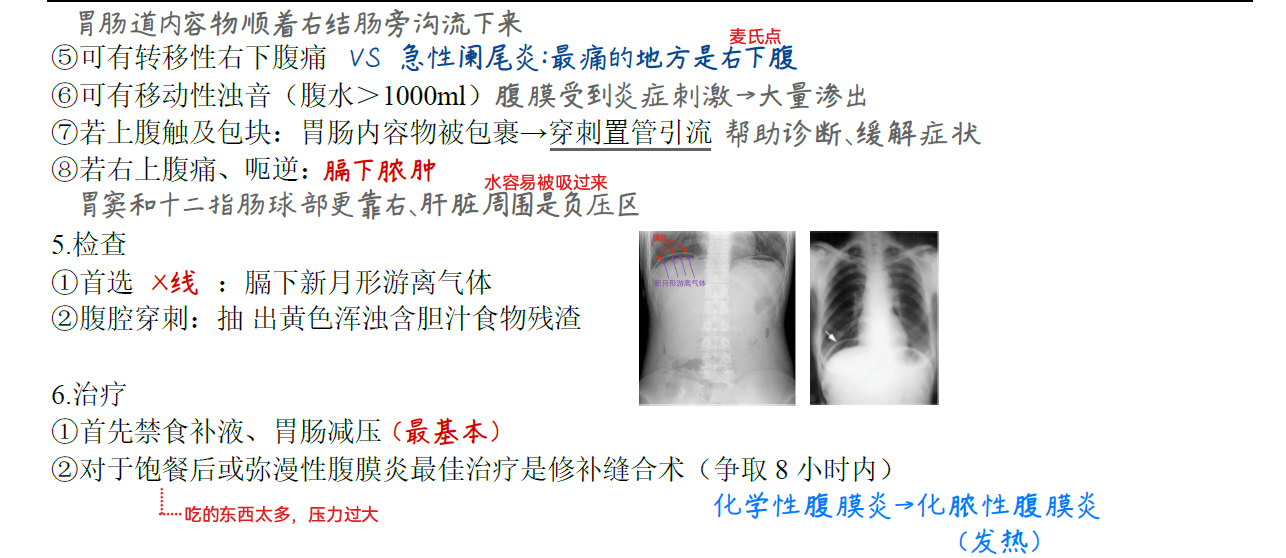 胃肠道内容物顺着右结肠旁沟流下来
麦氏点
⑤可有转移性右下腹痛 VS 急性阑尾炎:最痛的地方是右下腹
⑥可有移动性浊音（腹水＞1000ml）腹膜受到炎症刺激→大量渗出
⑦若上腹触及包块：胃肠内容物被包裹→穿刺置管引流 帮助诊断、缓解症状
⑧若右上腹痛、呃逆：膈下脓肿
水容易被吸过来
胃窦和十二指肠球部更靠右、肝脏周围是负压区
5.检查
①首选 X线 ：膈下新月形游离气体
新月形游离气体
②腹腔穿刺：抽 出黄色浑浊含胆汁食物残渣
6.治疗
①首先禁食补液、胃肠减压（最基本）
②对于饱餐后或弥漫性腹膜炎最佳治疗是修补缝合术（争取 8 小时内）
吃的东西太多，压力过大
化学性腹膜炎→化脓性腹膜炎
（发热）